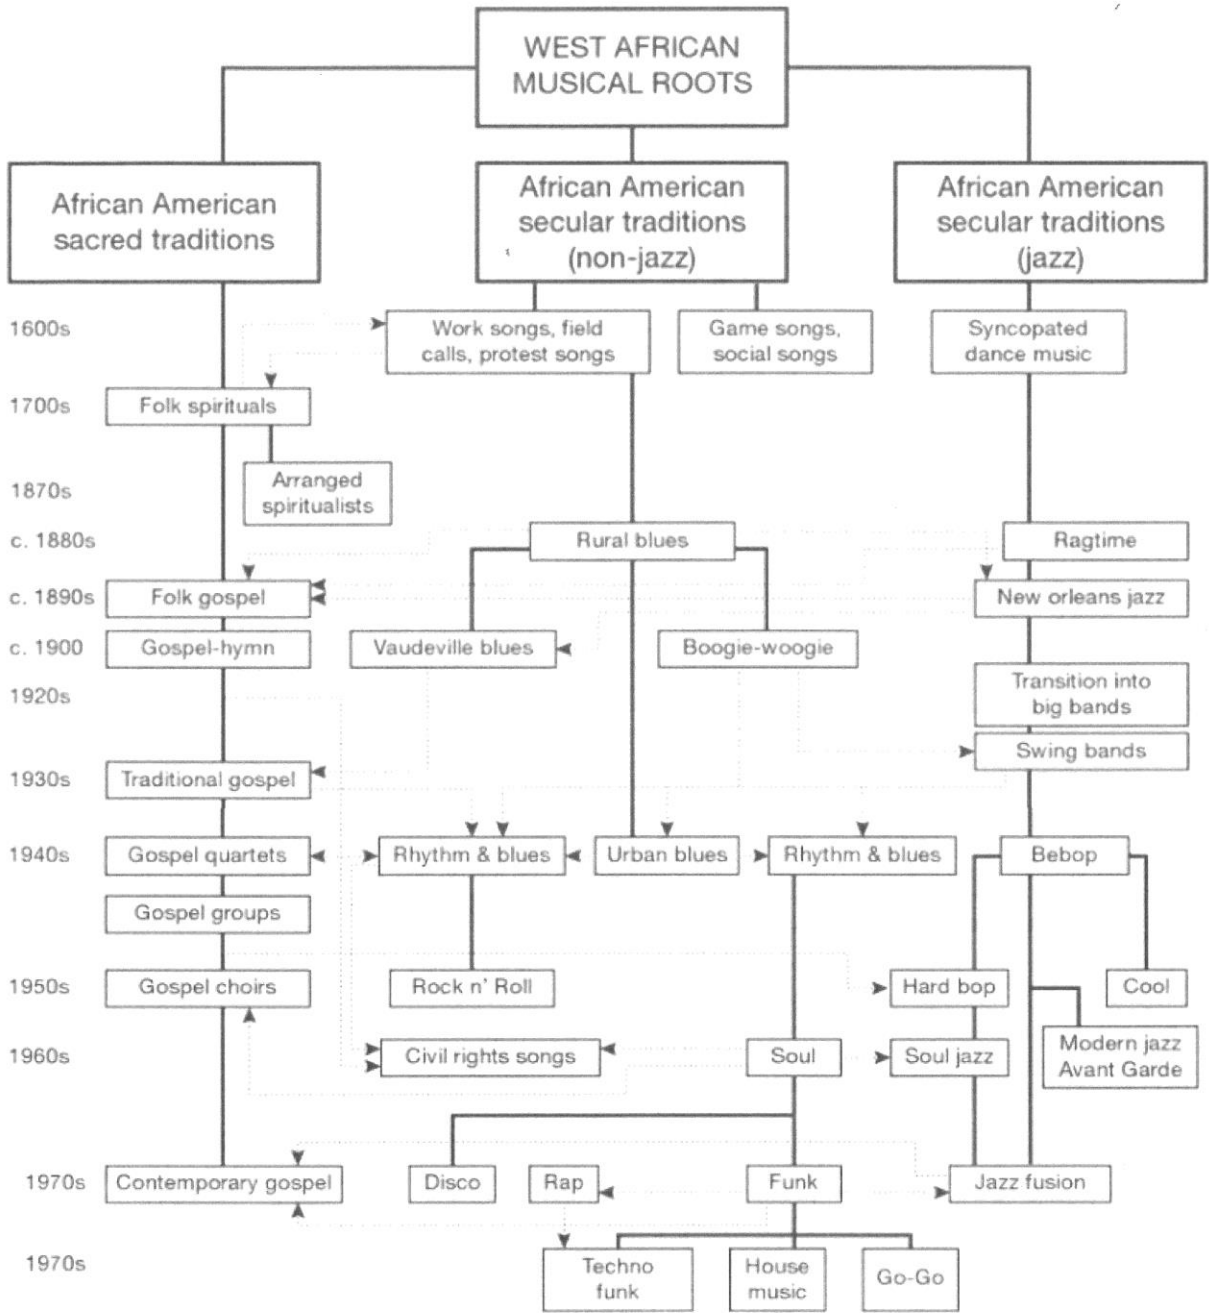 WEST AFRICAN
MUSICAL ROOTS
African American
sacred traditions
African American
secular traditions
(non-jazz)
African American
secular traditions
(jazz)
1600s
Work songs, field
calls, protest songs
Game songs,
social songs
Syncopated
dance music
1700s
Folk spirituals
1870s
Arranged
spiritualists
c. 1880s
Rural blues
Ragtime
c. 1890s
Folk gospel
New orleans jazz
c. 1900
Gospel-hymn
Vaudeville blues
Boogie-woogie
1920s
Transition into
big bands
Swing bands
1930s
Traditional gospel
1940s
Gospel quartets
Rhythm & blues
Urban blues
Rhythm & blues
Bebop
Gospel groups
1950s
Gospel choirs
Rock n' Roll
Hard bop
Cool
1960s
Civil rights songs
Soul
Soul jazz
Modern jazz
Avant Garde
1970s
Contemporary gospel
Disco
Rap
Funk
Jazz fusion
1970s
Techno
funk
House
music
Go-Go